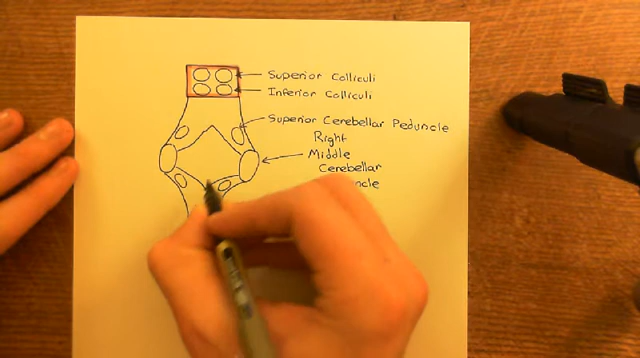 Superior Colliculi
Inferior Colliculi
Superior Cerebellar Peduncle
Right
Middle
Cerebellar